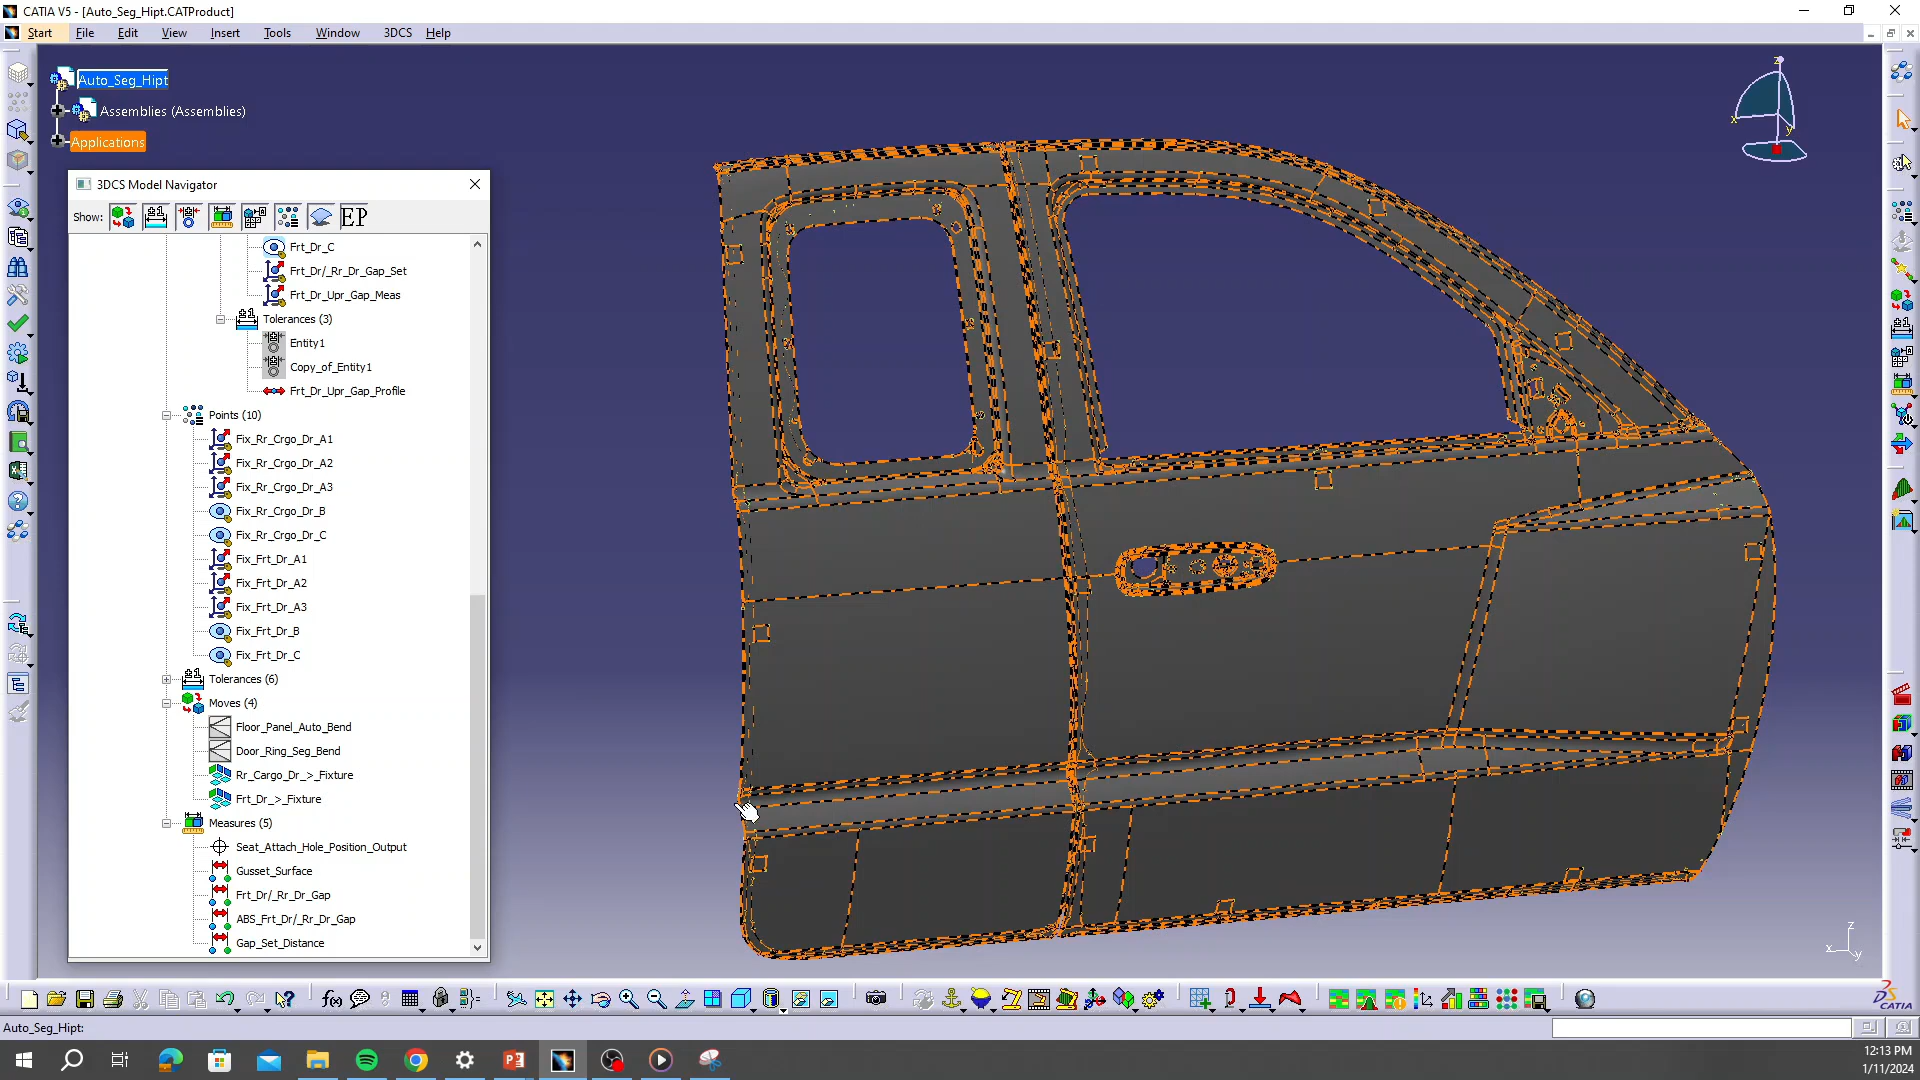 CATIA V5 - [Auto_Seg_Hipt.CATProduct]
Start File Edit View Insert Tools Window 3DCS Help
Auto_Seg_Hipt
Assemblies (Assemblies)
Applications
3DCS Model Navigator
Show: EP
Frt_Dr_C
Frt_Dr/_Rr_Dr_Gap_Set
Frt_Dr_Upr_Gap_Meas
Tolerances (3)
Entity1
Copy_of_Entity1
Frt_Dr_Upr_Gap_Profile
Points (10)
Fix_Rr_Crgo_Dr_A1
Fix_Rr_Crgo_Dr_A2
Fix_Rr_Crgo_Dr_A3
Fix_Rr_Crgo_Dr_B
Fix_Rr_Crgo_Dr_C
Fix_Frt_Dr_A1
Fix_Frt_Dr_A2
Fix_Frt_Dr_A3
Fix_Frt_Dr_B
Fix_Frt_Dr_C
Tolerances (6)
Moves (4)
Floor_Panel_Auto_Bend
Door_Ring_Seg_Bend
Rr_Cargo_Dr_>_Fixture
Frt_Dr_>_Fixture
Measures (5)
Seat_Attach_Hole_Position_Output
Gusset_Surface
Frt_Dr/_Rr_Dr_Gap
ABS_Frt_Dr/_Rr_Dr_Gap
Gap_Set_Distance
z
x
y
z
x
y
CATIA
Auto_Seg_Hipt:
12:13 PM
1/11/2024